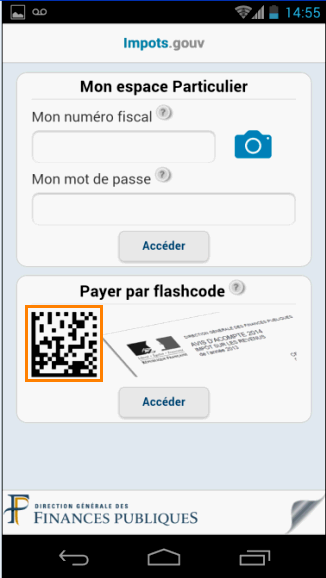 14:55
Impots.gouv
Mon espace Particulier
Mon numéro fiscal ?
Mon mot de passe ?
Accéder
Payer par flashcode ?
DIRECTION GÉNÉRALE DES FINANCES PUBLIQUES
AVIS D'ACOMPTE 2014
IMPÔT SUR LES REVENUS
de l'année 2013
RÉPUBLIQUE FRANÇAISE
Accéder
DIRECTION GÉNÉRALE DES
FINANCES PUBLIQUES